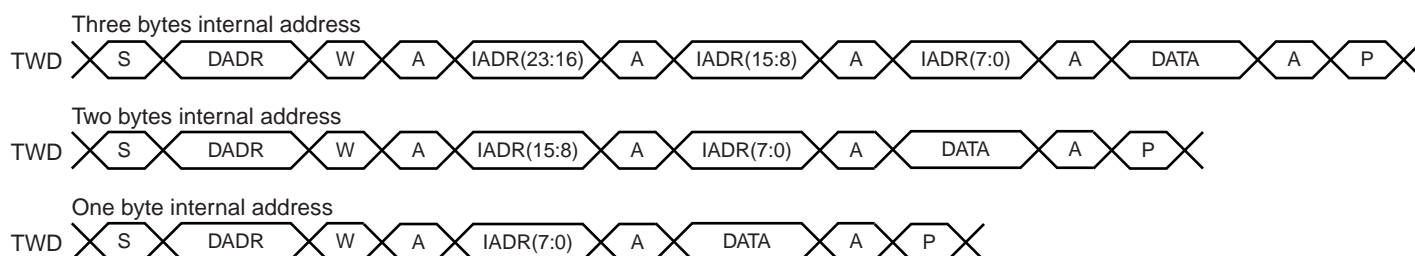 Three bytes internal address
TWD S DADR W A IADR(23:16) A IADR(15:8) A IADR(7:0) A DATA A P
Two bytes internal address
TWD S DADR W A IADR(15:8) A IADR(7:0) A DATA A P
One byte internal address
TWD S DADR W A IADR(7:0) A DATA A P